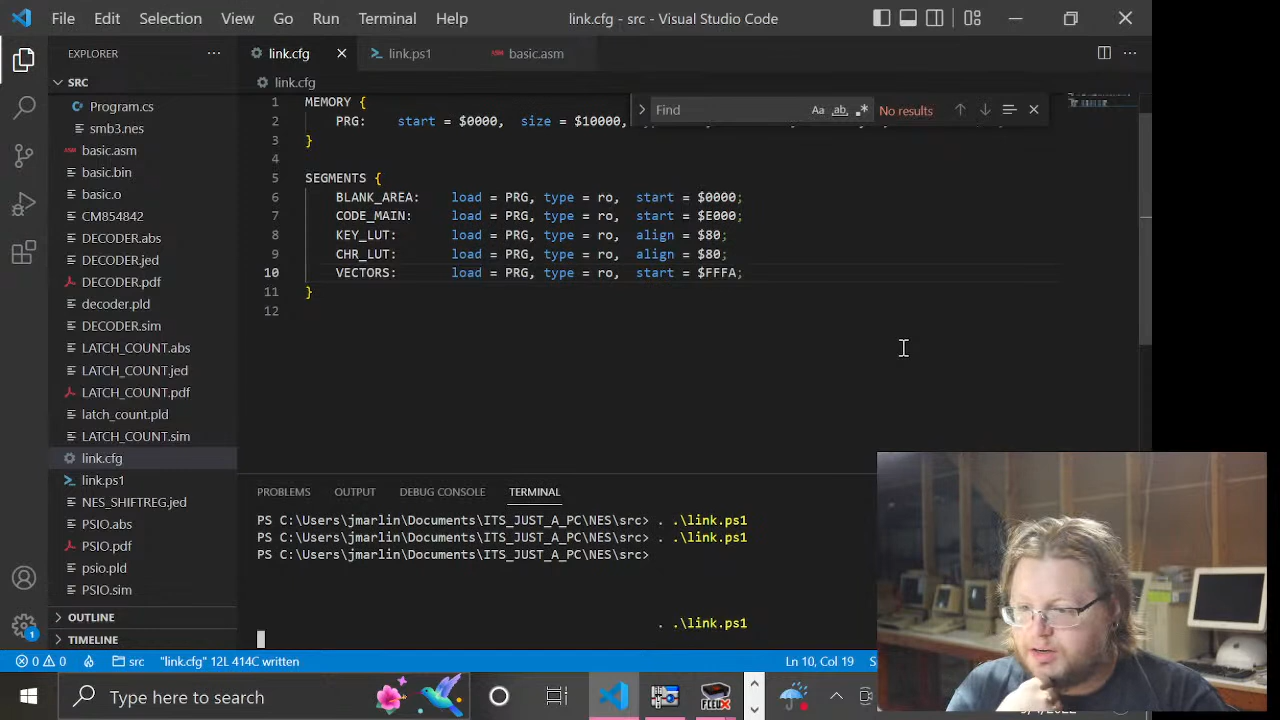 File Edit Selection View Go Run Terminal Help link.cfg - src - Visual Studio Code
EXPLORER
link.cfg
link.ps1
basic.asm
SRC
Program.cs
smb3.nes
basic.asm
basic.bin
basic.o
CM854842
DECODER.abs
DECODER.jed
DECODER.pdf
decoder.pld
DECODER.sim
LATCH_COUNT.abs
LATCH_COUNT.jed
LATCH_COUNT.pdf
latch_count.pld
LATCH_COUNT.sim
link.cfg
link.ps1
NES_SHIFTREG.jed
PSIO.abs
PSIO.pdf
psio.pld
PSIO.sim
OUTLINE
TIMELINE
link.cfg
Find Aa ab No results
1 MEMORY {
2 PRG: start = $0000, size = $10000,
3 }
4
5 SEGMENTS {
6 BLANK_AREA: load = PRG, type = ro, start = $0000;
7 CODE_MAIN: load = PRG, type = ro, start = $E000;
8 KEY_LUT: load = PRG, type = ro, align = $80;
9 CHR_LUT: load = PRG, type = ro, align = $80;
10 VECTORS: load = PRG, type = ro, start = $FFFA;
11 }
12
PROBLEMS OUTPUT DEBUG CONSOLE TERMINAL
PS C:\Users\jmarlin\Documents\ITS_JUST_A_PC\NES\src> . .\link.ps1
PS C:\Users\jmarlin\Documents\ITS_JUST_A_PC\NES\src> . .\link.ps1
PS C:\Users\jmarlin\Documents\ITS_JUST_A_PC\NES\src>
. .\link.ps1
1
0 0 src "link.cfg" 12L 414C written Ln 10, Col 19
Type here to search